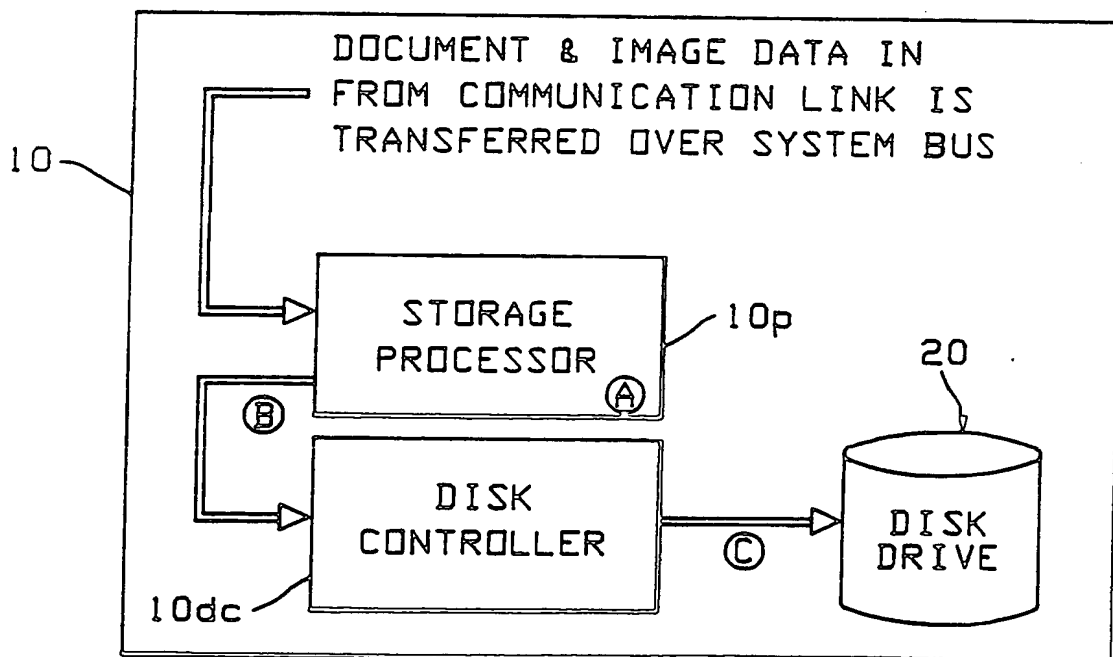 DOCUMENT & IMAGE DATA IN
FROM COMMUNICATION LINK IS
TRANSFERRED OVER SYSTEM BUS
10
STORAGE
PROCESSOR
10p
A
B
20
DISK
CONTROLLER
C
DISK
DRIVE
10dc